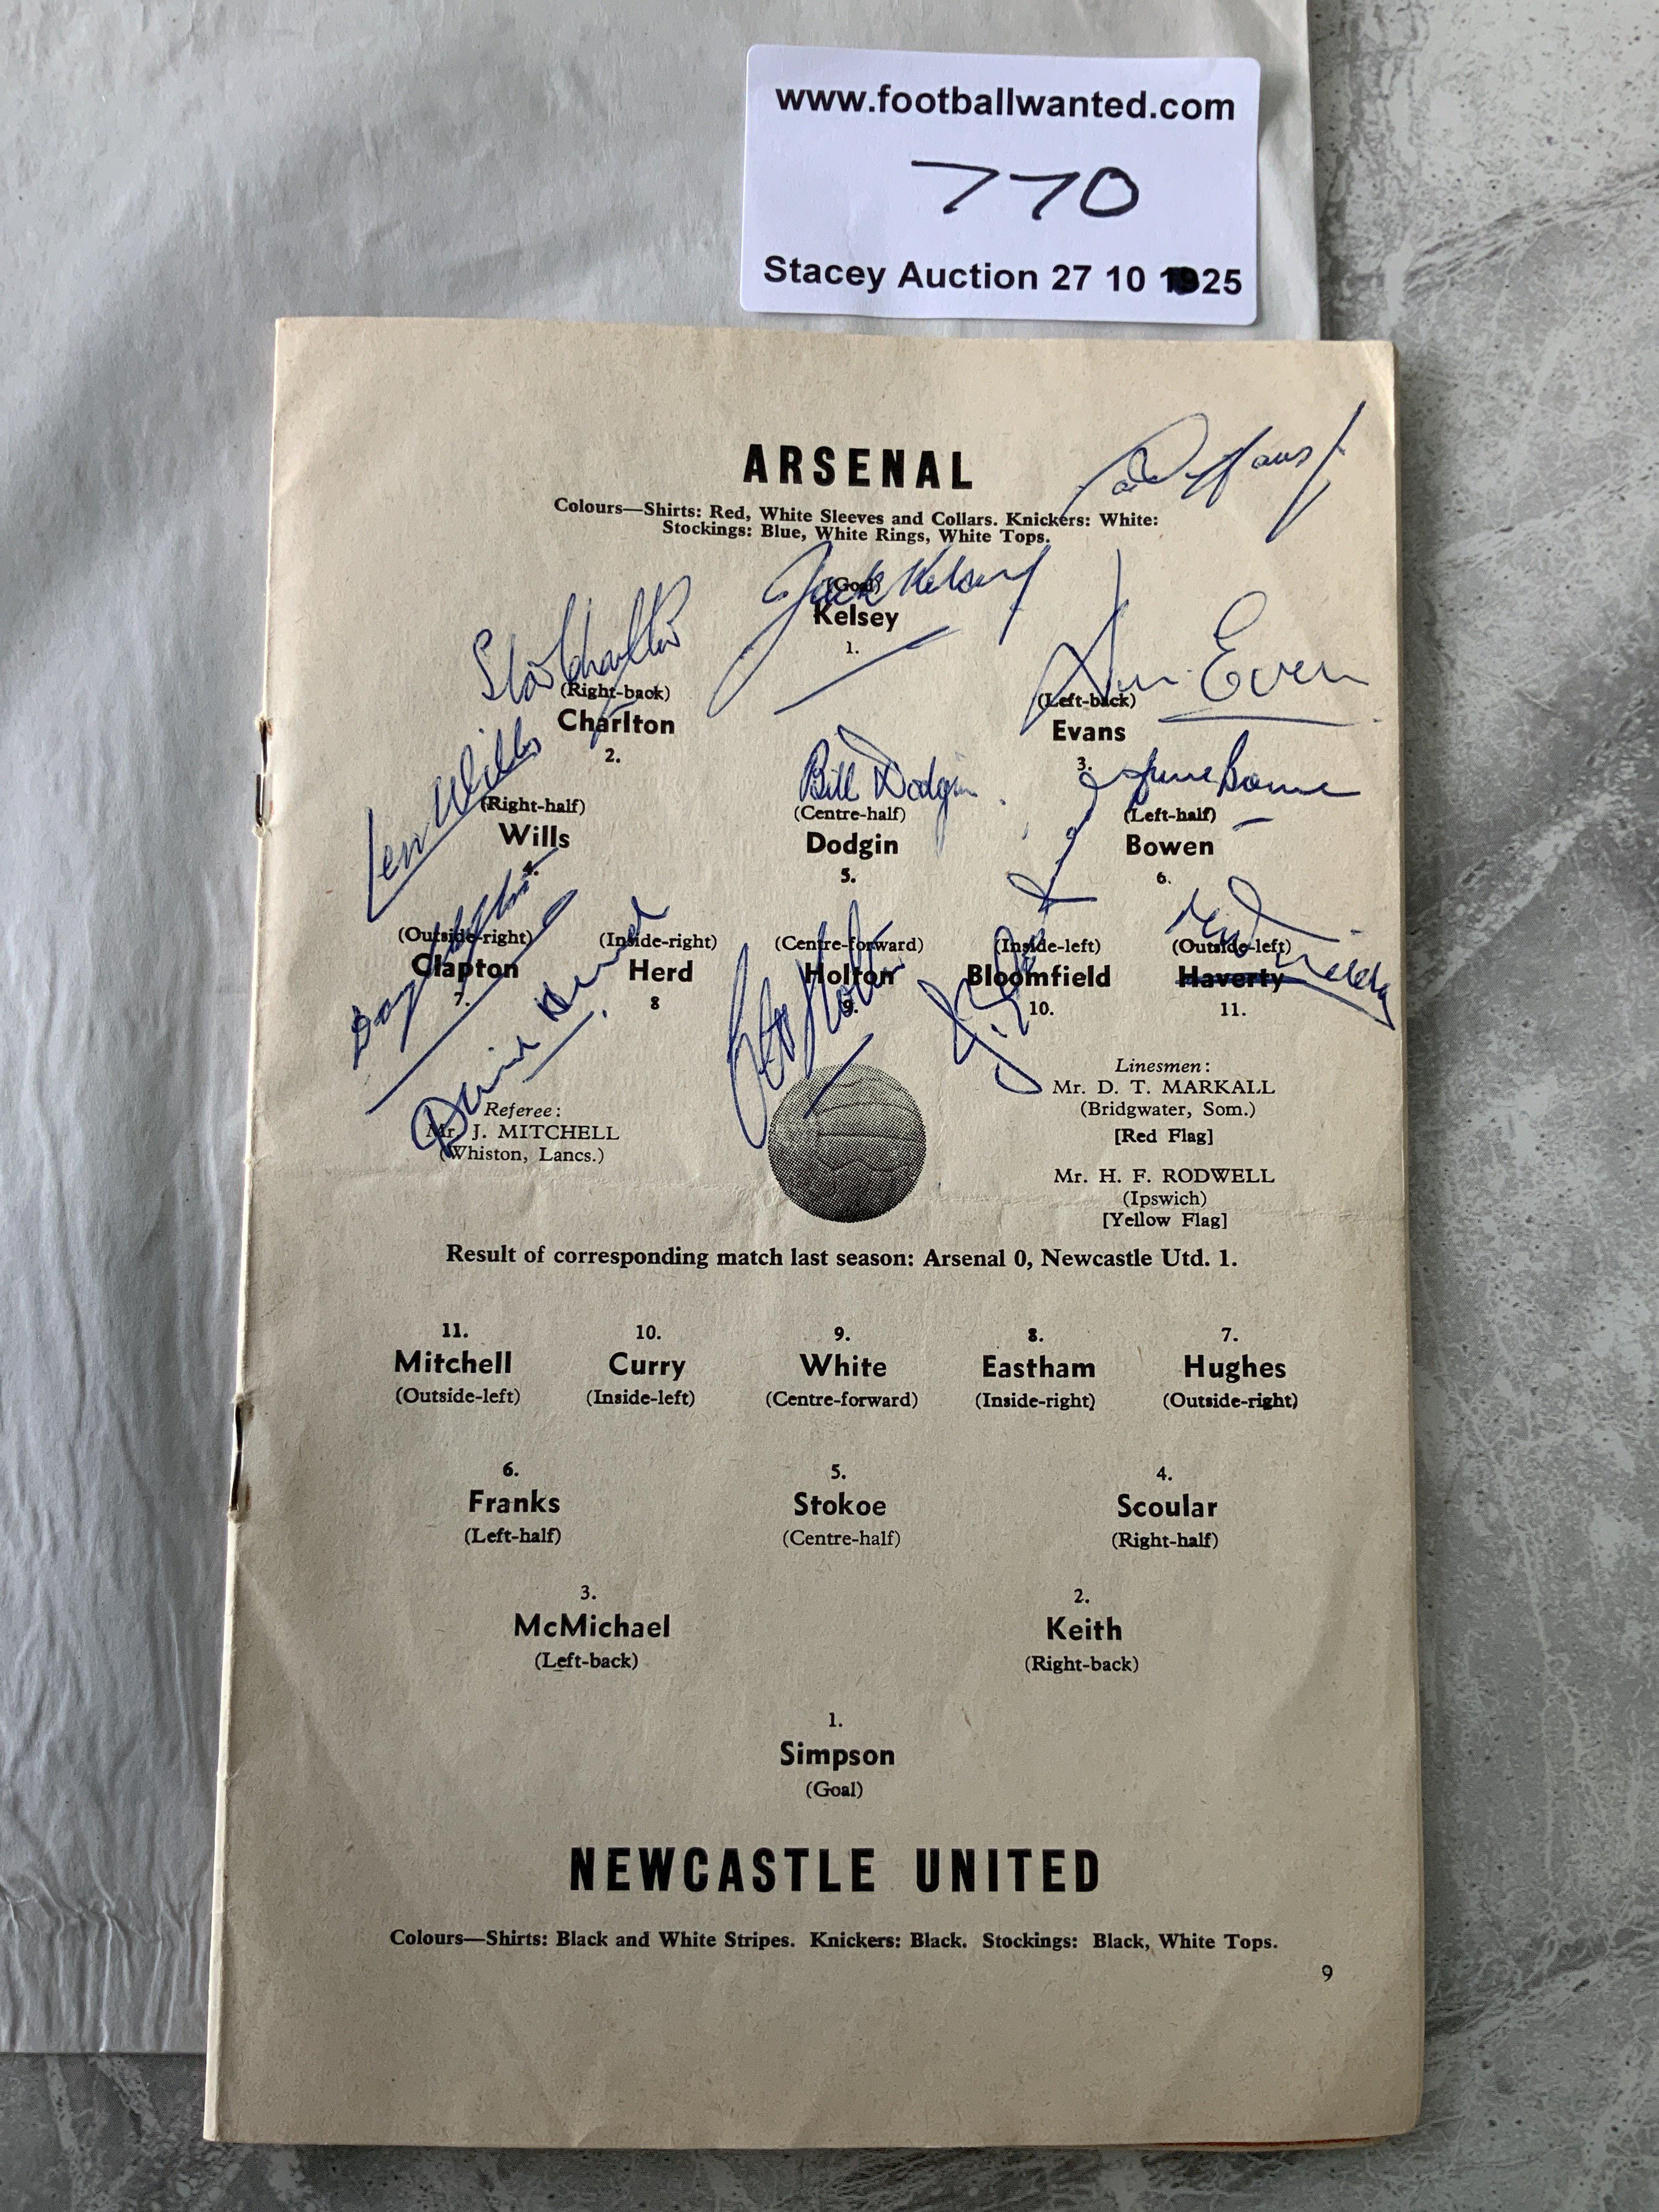 www.footballwanted.com
770
Stacey Auction 27 10 25
ARSENAL
Colours—Shirts: Red, White Sleeves and Collars. Knickers: White:
Stockings: Blue, White Rings, White Tops.
Jack Kelsey
(Goal)
Kelsey
1.
Stan Charlton
(Right-back)
Charlton
2.
Evans
(Left-back)
Evans
3.
Len Wills
(Right-half)
Wills
4.
Bill Dodgin
(Centre-half)
Dodgin
5.
Bowen
(Left-half)
Bowen
6.
(Outside-right) (Inside-right) (Centre-forward) (Inside-left) (Outside-left)
Clapton Herd Holton Bloomfield Haverty
7. 8 9. 10. 11.
David Herd
Referee:
Mr. J. MITCHELL
(Whiston, Lancs.)
Linesmen:
Mr. D. T. MARKALL
(Bridgwater, Som.)
[Red Flag]
Mr. H. F. RODWELL
(Ipswich)
[Yellow Flag]
Result of corresponding match last season: Arsenal 0, Newcastle Utd. 1.
11. 10. 9. 8. 7.
Mitchell Curry White Eastham Hughes
(Outside-left) (Inside-left) (Centre-forward) (Inside-right) (Outside-right)
6. 5. 4.
Franks Stokoe Scoular
(Left-half) (Centre-half) (Right-half)
3. 2.
McMichael Keith
(Left-back) (Right-back)
1.
Simpson
(Goal)
NEWCASTLE UNITED
Colours—Shirts: Black and White Stripes. Knickers: Black. Stockings: Black, White Tops.
9